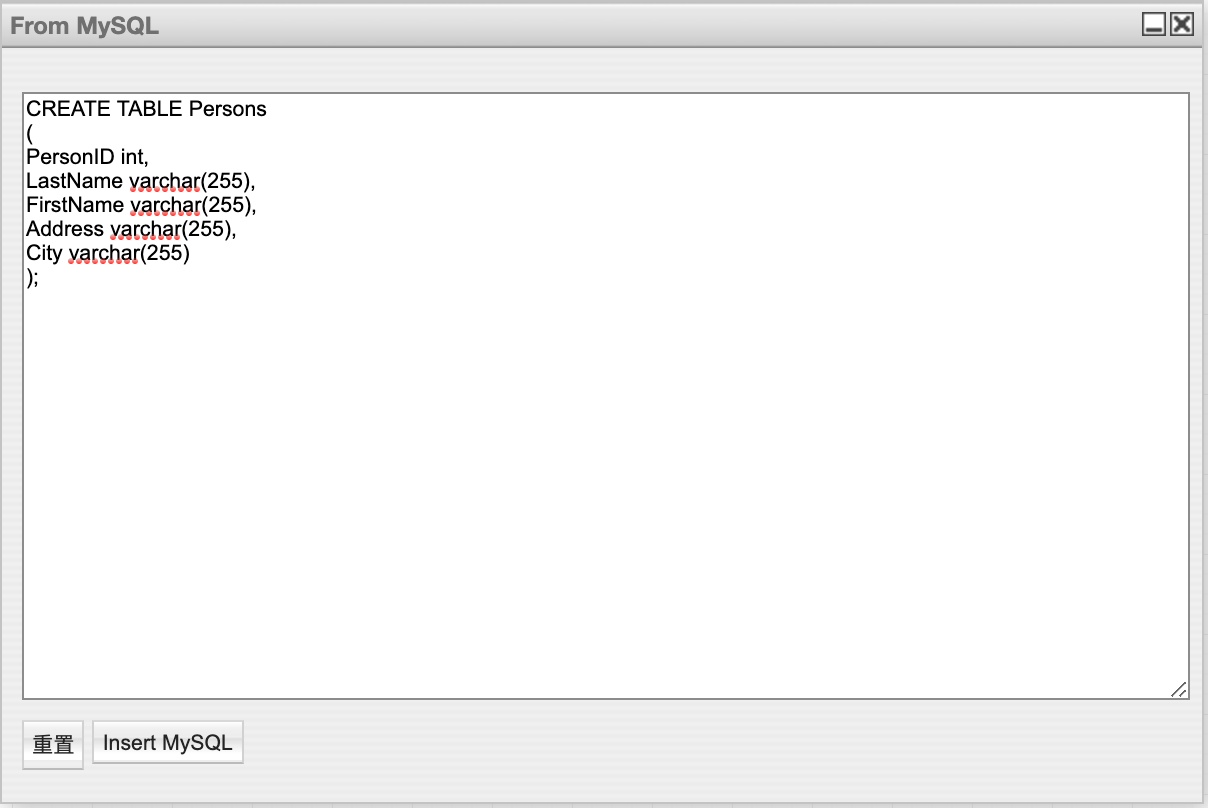 From MySQL
CREATE TABLE Persons
(
PersonID int,
LastName varchar(255),
FirstName varchar(255),
Address varchar(255),
City varchar(255)
);
重置 Insert MySQL